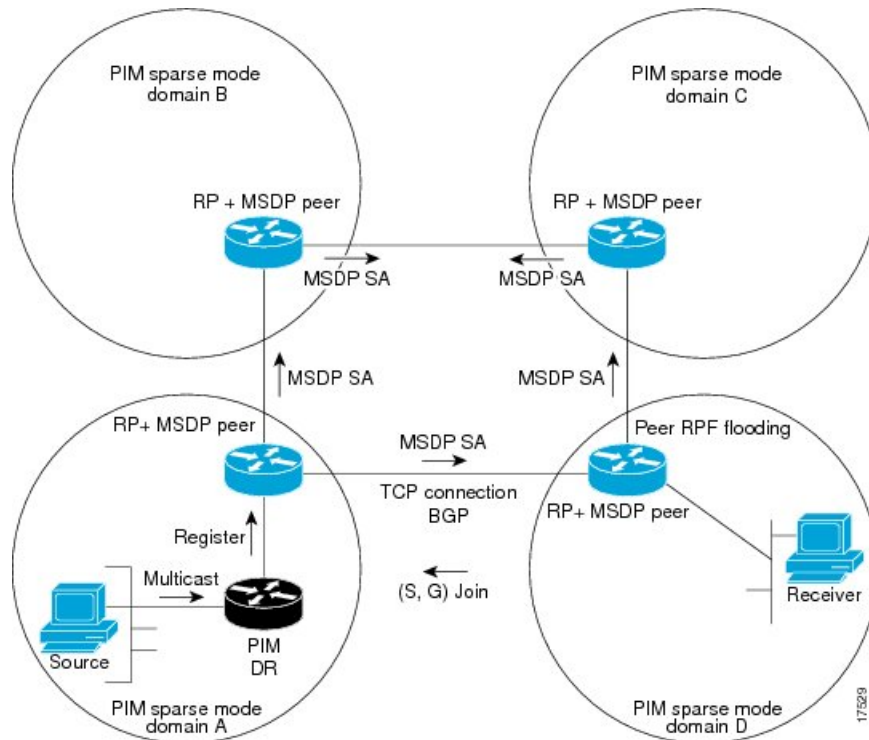 PIM sparse mode
domain B
PIM sparse mode
domain C
RP + MSDP peer
RP + MSDP peer
MSDP SA
MSDP SA
MSDP SA
MSDP SA
RP+ MSDP peer
MSDP SA
Peer RPF flooding
TCP connection
BGP
RP+ MSDP peer
Register
Multicast
(S, G) Join
Receiver
Source
PIM
DR
PIM sparse mode
domain A
PIM sparse mode
domain D
17529